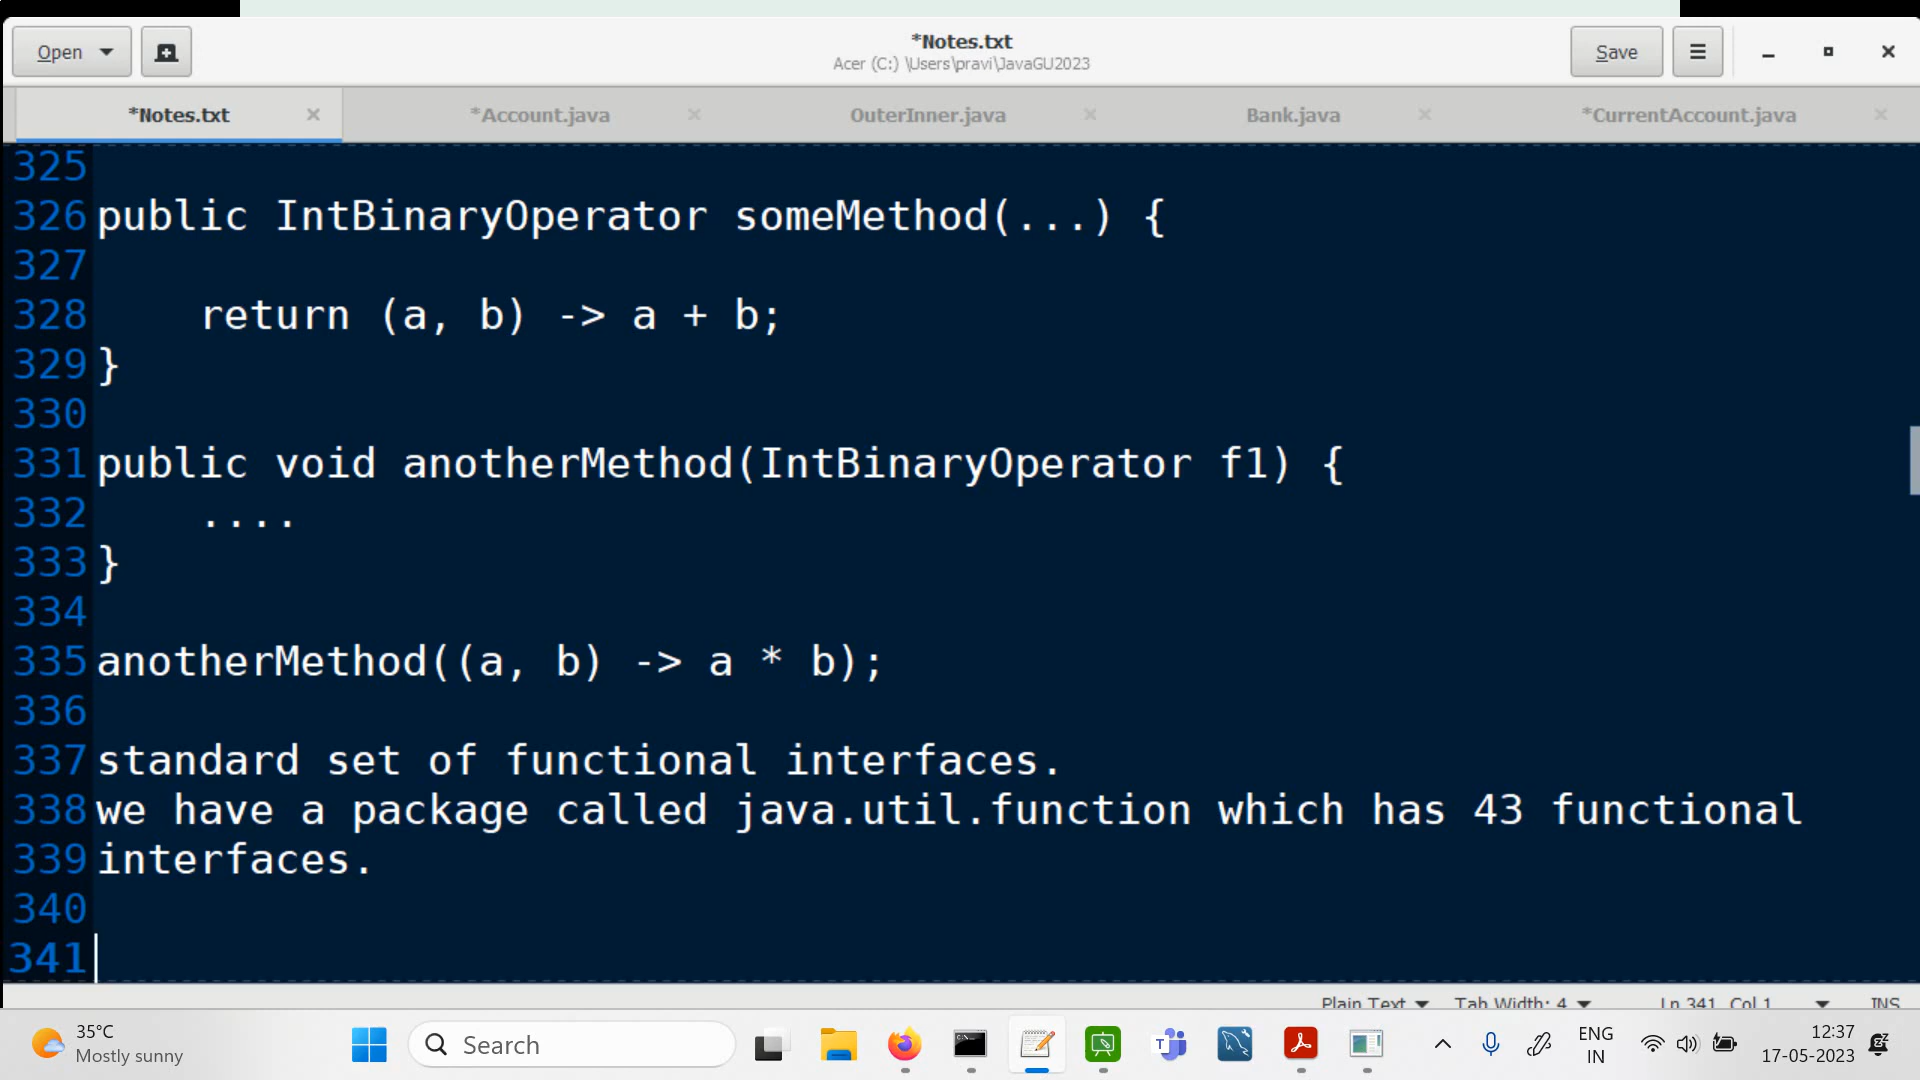 *Notes.txt
Open
Acer (C:) \Users\pravi\JavaGU2023
Save
*Notes.txt
*Account.java
OuterInner.java
Bank.java
*CurrentAccount.java
325
326 public IntBinaryOperator someMethod(...) {
327
328     return (a, b) -> a + b;
329 }
330
331 public void anotherMethod(IntBinaryOperator f1) {
332     ....
333 }
334
335 anotherMethod((a, b) -> a * b);
336
337 standard set of functional interfaces.
338 we have a package called java.util.function which has 43 functional
339 interfaces.
340
341
Plain Text Tab Width: 4 Ln 341, Col 1 INS
35°C
Mostly sunny
Search
ENG
IN
12:37
17-05-2023